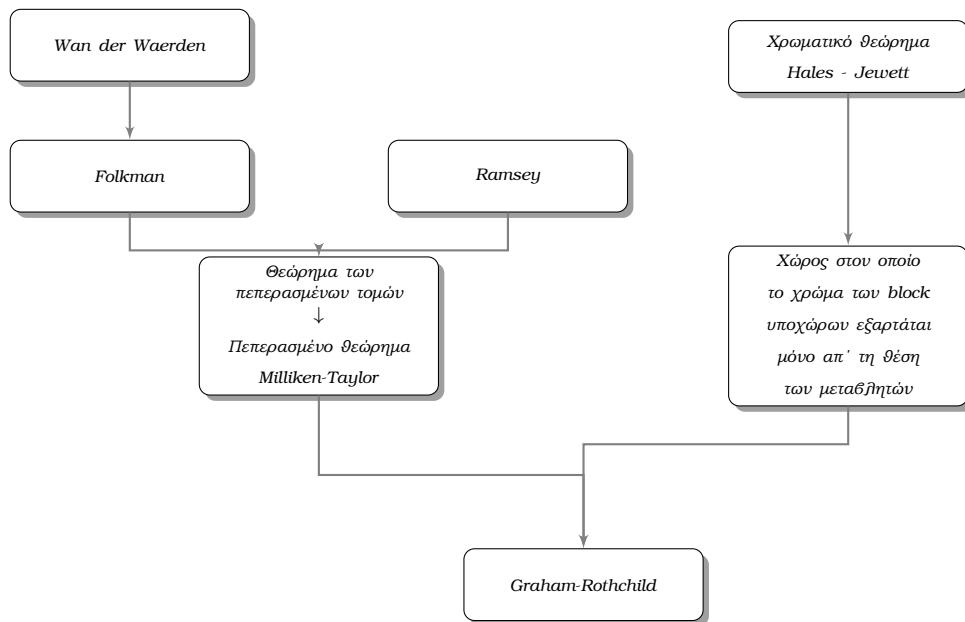 Wan der Waerden
Χρωματικό θεώρημα
Hales - Jewett
Folkman
Ramsey
Θεώρημα των
πεπερασμένων τομών
↓
Πεπερασμένο θεώρημα
Milliken-Taylor
Χώρος στον οποίο
το χρώμα των block
υποχώρων εξαρτάται
μόνο απ᾿ τη θέση
των μεταβλητών
Graham-Rothchild